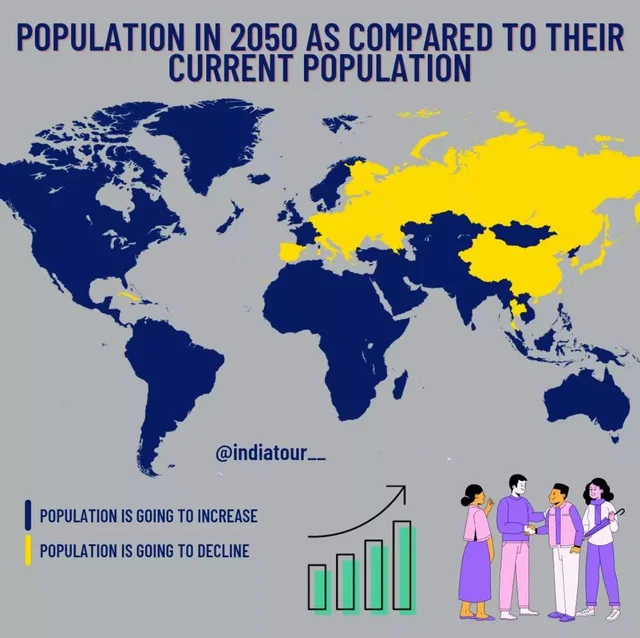 POPULATION IN 2050 AS COMPARED TO THEIR
CURRENT POPULATION
@indiatour__
POPULATION IS GOING TO INCREASE
POPULATION IS GOING TO DECLINE